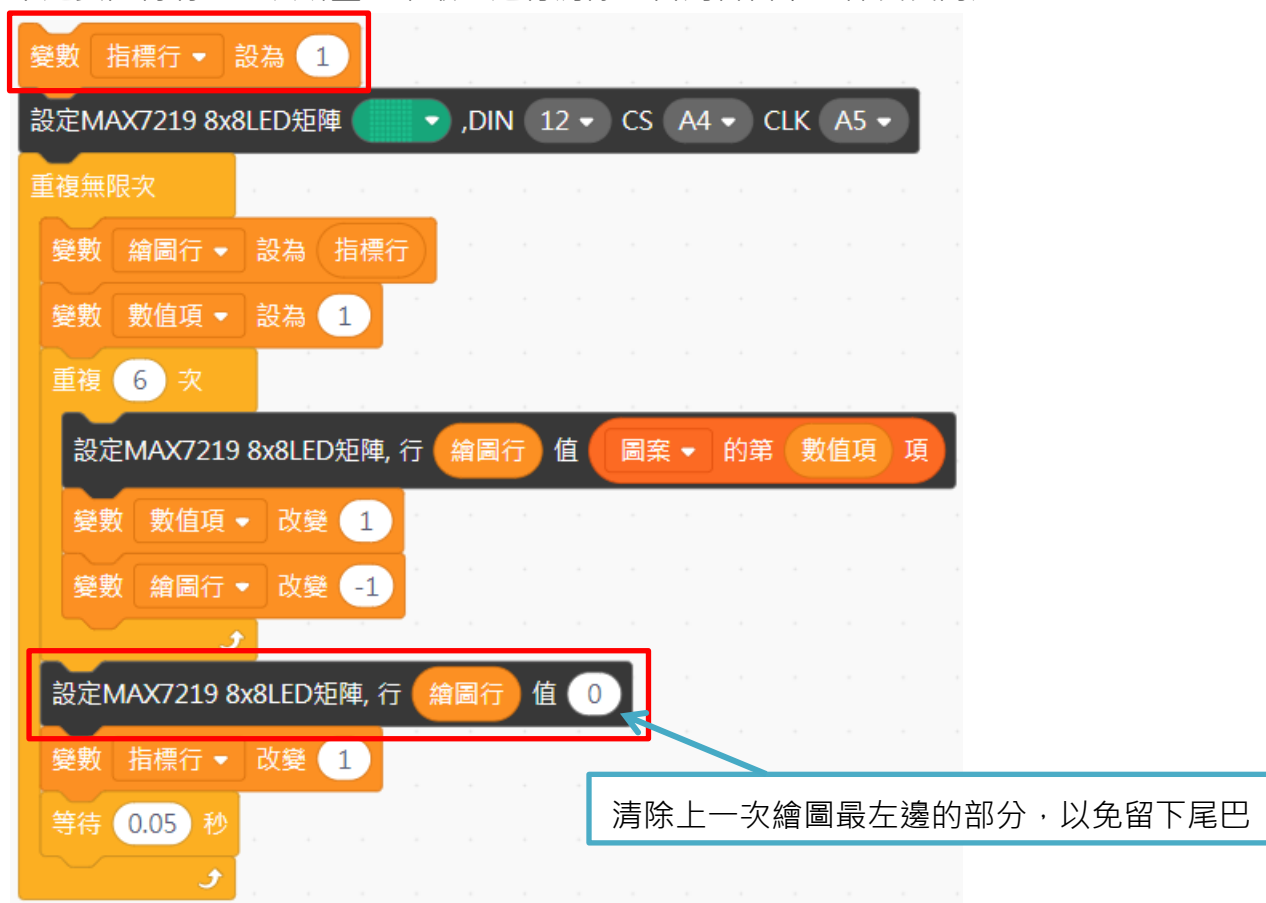 變數 指標行 設為 1
設定MAX7219 8x8LED矩陣 ,DIN 12 CS A4 CLK A5
重複無限次
變數 繪圖行 設為 指標行
變數 數值項 設為 1
重複 6 次
設定MAX7219 8x8LED矩陣, 行 繪圖行 值 圖案 的第 數值項 項
變數 數值項 改變 1
變數 繪圖行 改變 -1
設定MAX7219 8x8LED矩陣, 行 繪圖行 值 0
變數 指標行 改變 1
等待 0.05 秒
清除上一次繪圖最左邊的部分，以免留下尾巴